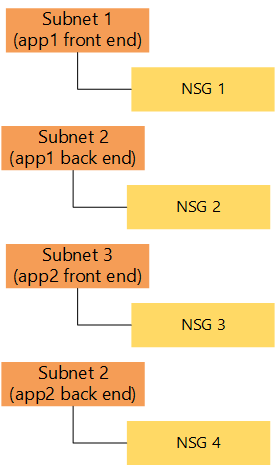 Subnet 1
(app1 front end)
NSG 1
Subnet 2
(app1 back end)
NSG 2
Subnet 3
(app2 front end)
NSG 3
Subnet 2
(app2 back end)
NSG 4